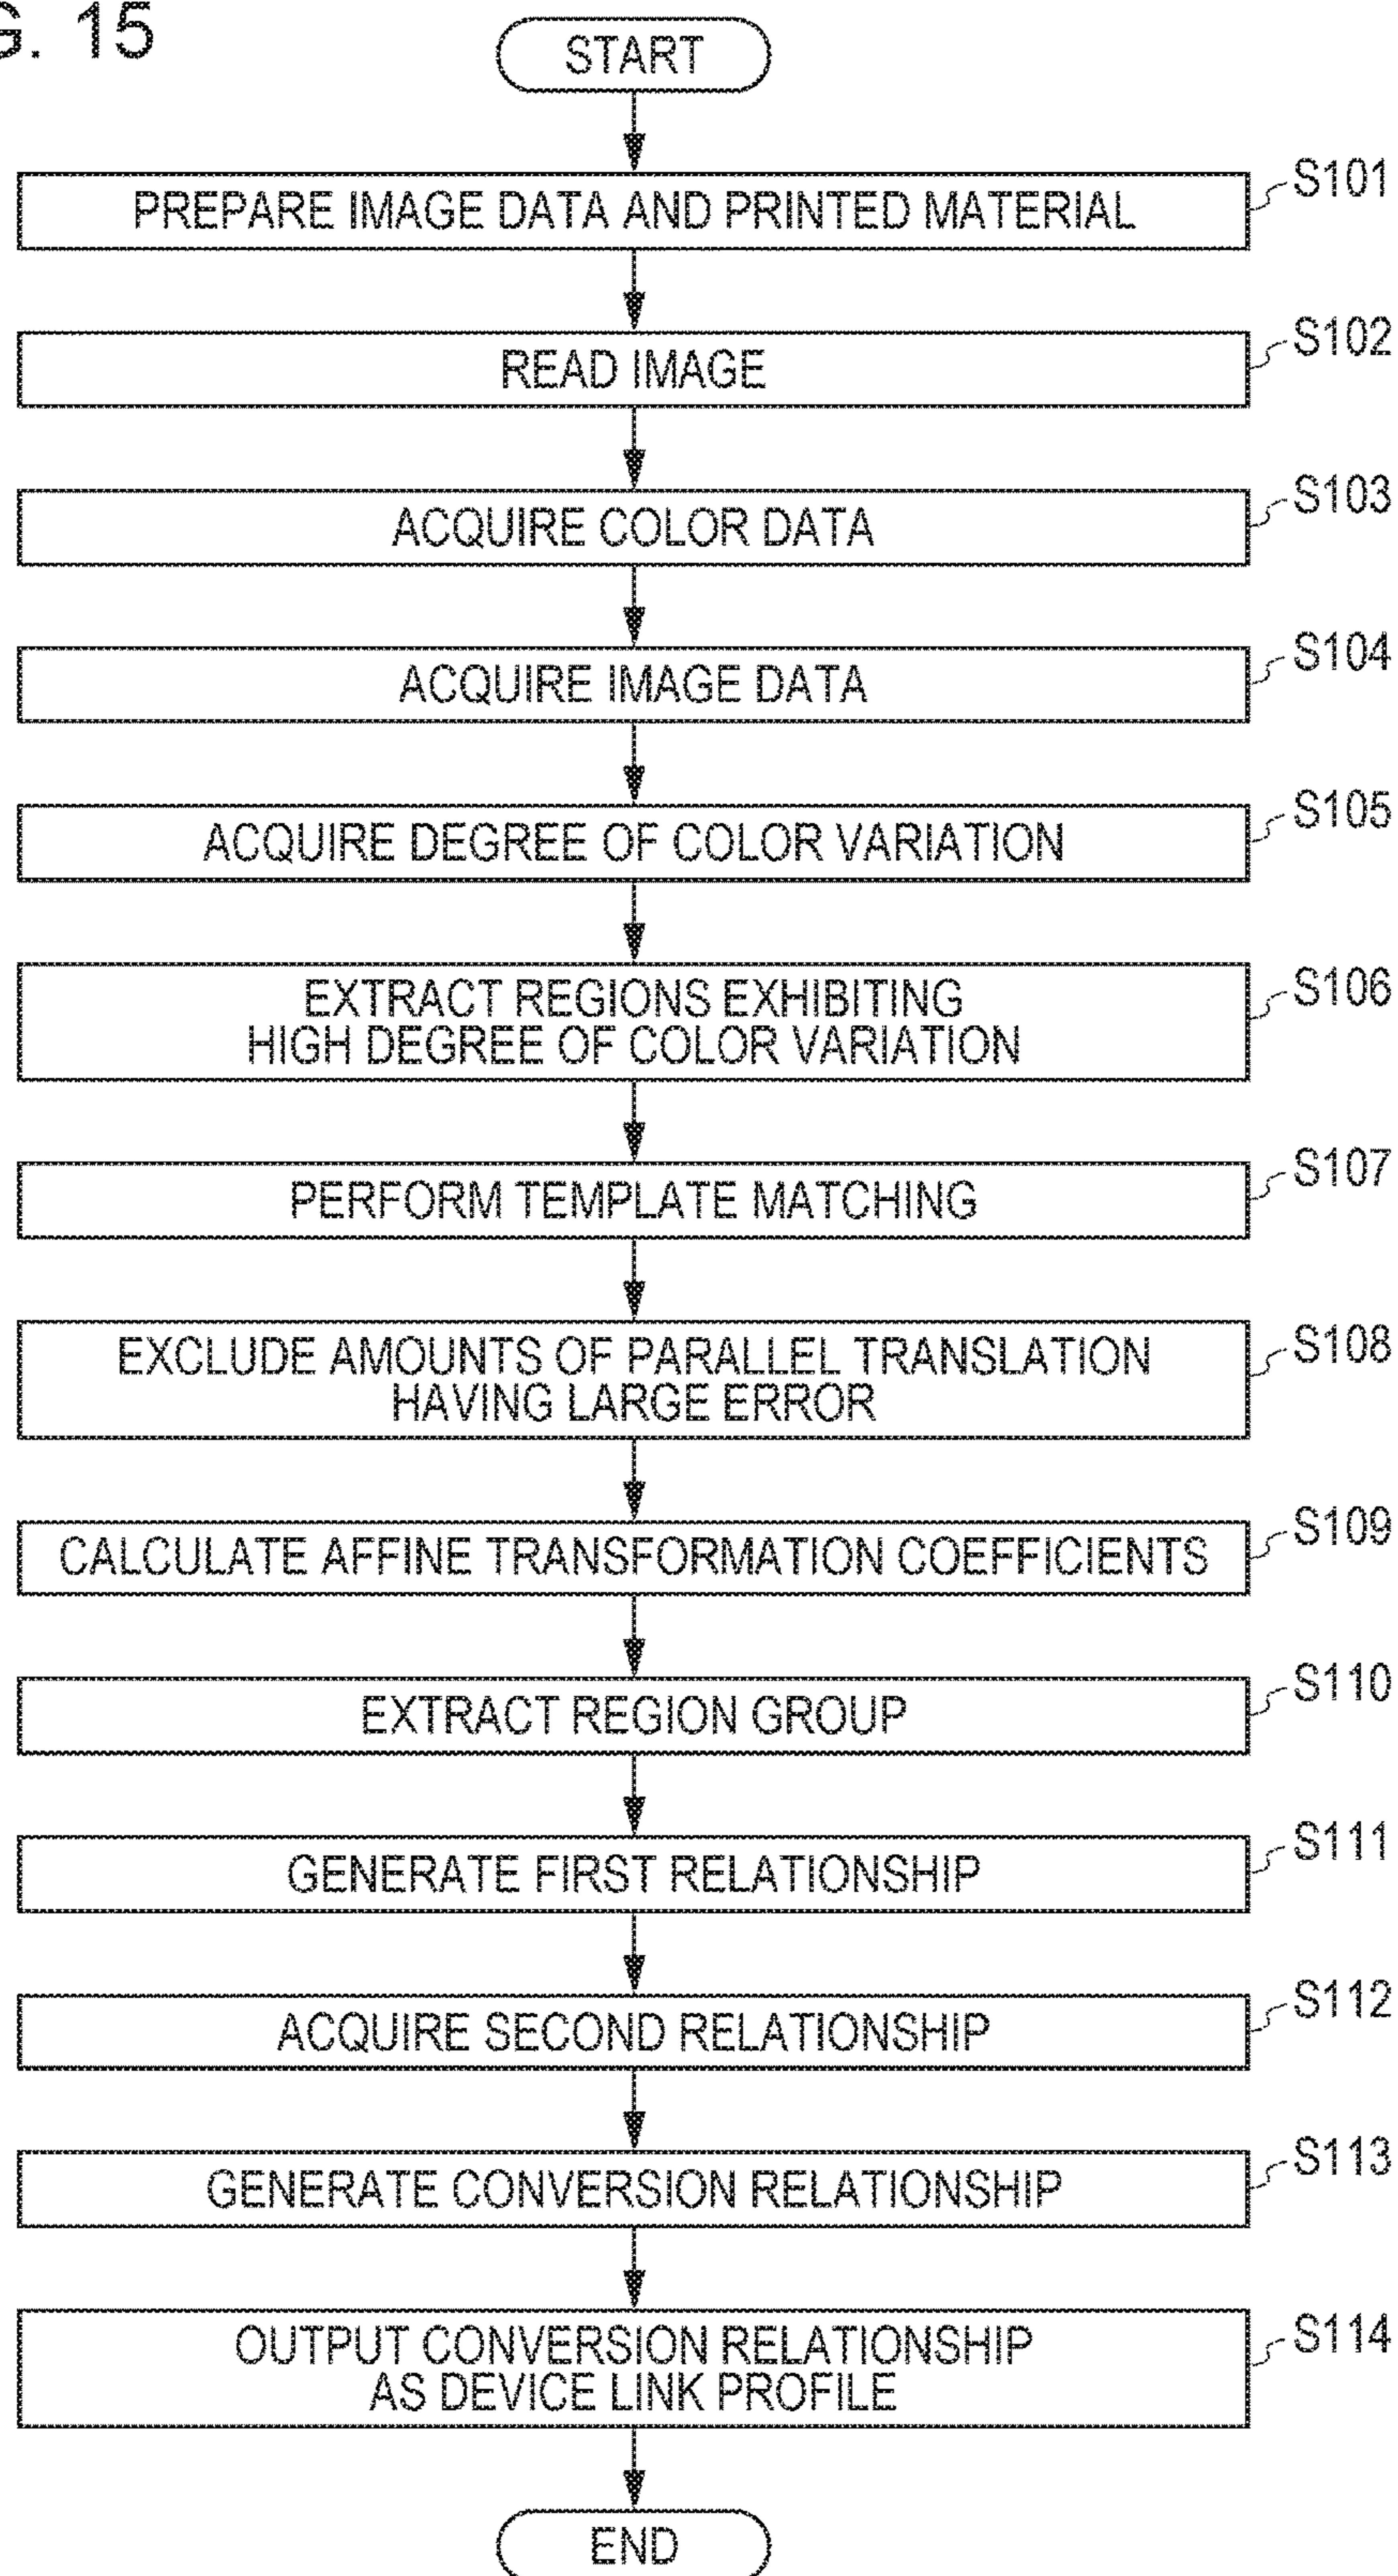 G. 15
START
PREPARE IMAGE DATA AND PRINTED MATERIAL
S101
READ IMAGE
S102
ACQUIRE COLOR DATA
S103
ACQUIRE IMAGE DATA
S104
ACQUIRE DEGREE OF COLOR VARIATION
S105
EXTRACT REGIONS EXHIBITING
HIGH DEGREE OF COLOR VARIATION
S106
PERFORM TEMPLATE MATCHING
S107
EXCLUDE AMOUNTS OF PARALLEL TRANSLATION
HAVING LARGE ERROR
S108
CALCULATE AFFINE TRANSFORMATION COEFFICIENTS
S109
EXTRACT REGION GROUP
S110
GENERATE FIRST RELATIONSHIP
S111
ACQUIRE SECOND RELATIONSHIP
S112
GENERATE CONVERSION RELATIONSHIP
S113
OUTPUT CONVERSION RELATIONSHIP
AS DEVICE LINK PROFILE
S114
END